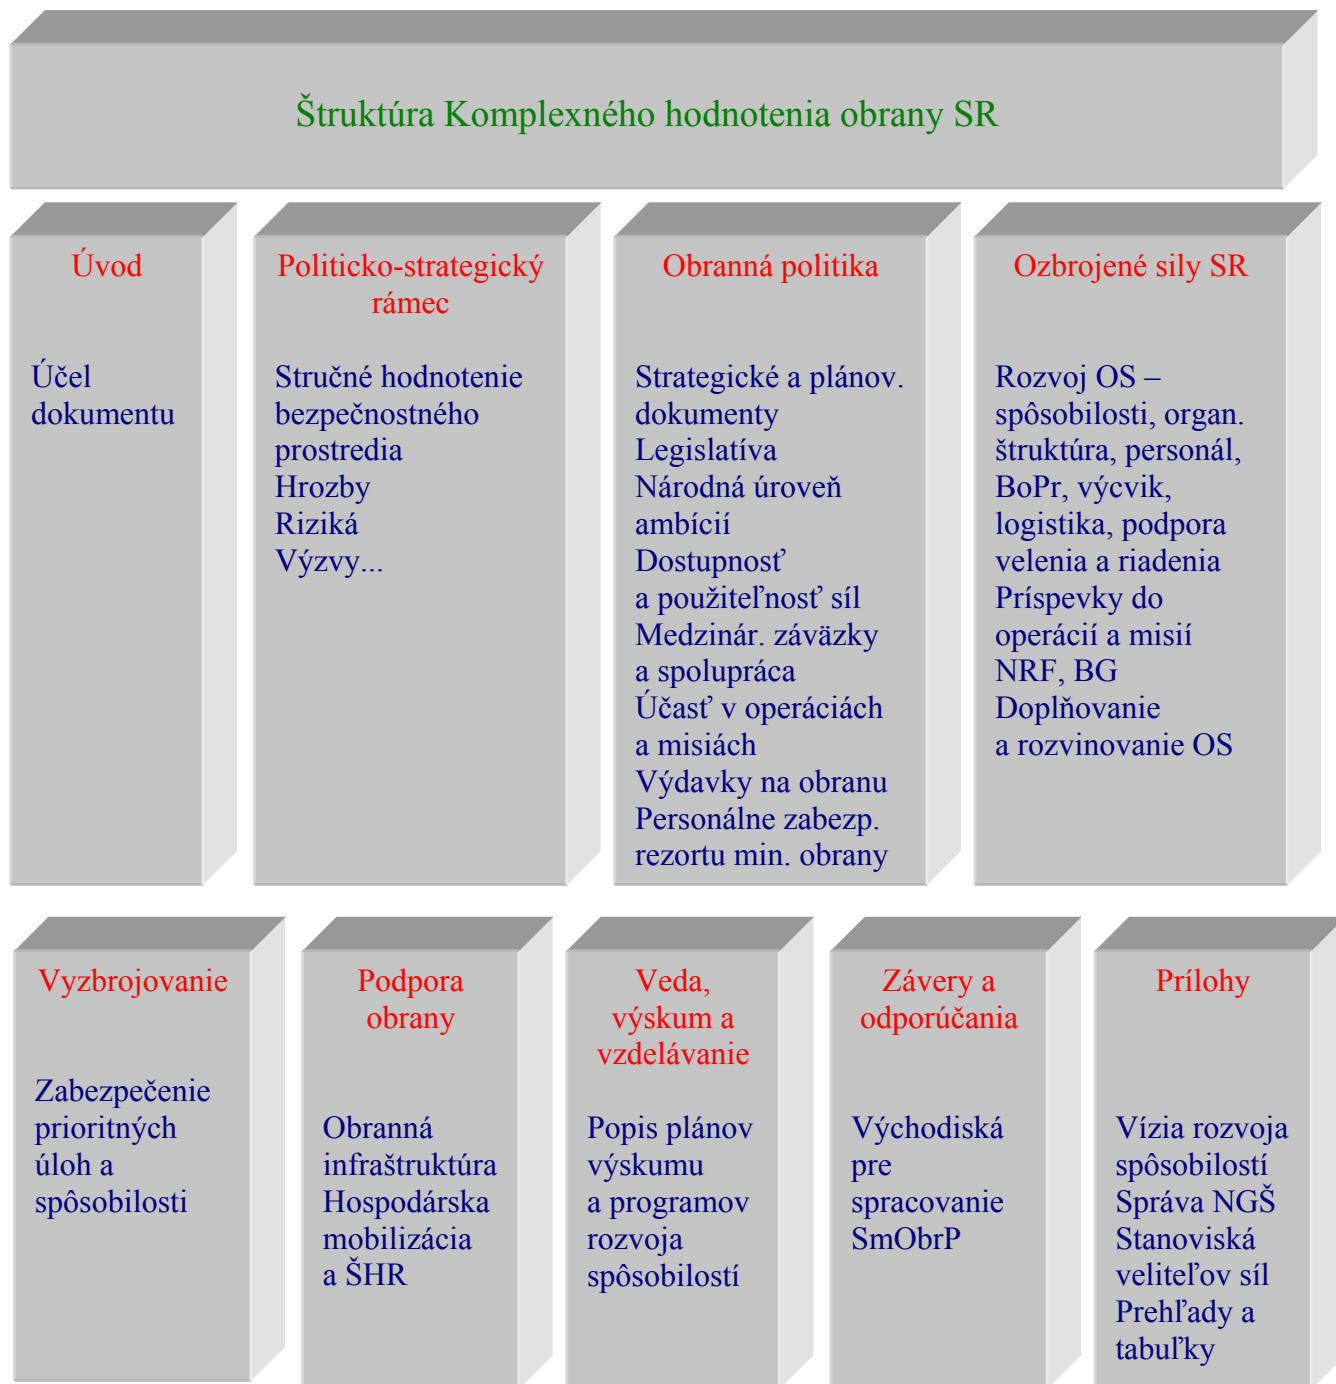 Štruktúra Komplexného hodnotenia obrany SR
Úvod
Účel
dokumentu
Politicko-strategický
rámec
Stručné hodnotenie
bezpečnostného
prostredia
Hrozby
Riziká
Výzvy...
Obranná politika
Strategické a plánov.
dokumenty
Legislatíva
Národná úroveň
ambícií
Dostupnosť
a použiteľnosť síl
Medzinár. záväzky
a spolupráca
Účasť v operáciách
a misiách
Výdavky na obranu
Personálne zabezp.
rezortu min. obrany
Ozbrojené sily SR
Rozvoj OS –
spôsobilosti, organ.
štruktúra, personál,
BoPr, výcvik,
logistika, podpora
velenia a riadenia
Príspevky do
operácií a misií
NRF, BG
Doplňovanie
a rozvinovanie OS
Vyzbrojovanie
Zabezpečenie
prioritných
úloh a
spôsobilosti
Podpora
obrany
Obranná
infraštruktúra
Hospodárska
mobilizácia
a ŠHR
Veda,
výskum a
vzdelávanie
Popis plánov
výskumu
a programov
rozvoja
spôsobilostí
Závery a
odporúčania
Východiská
pre
spracovanie
SmObrP
Prílohy
Vízia rozvoja
spôsobilostí
Správa NGŠ
Stanoviská
veliteľov síl
Prehľady a
tabuľky